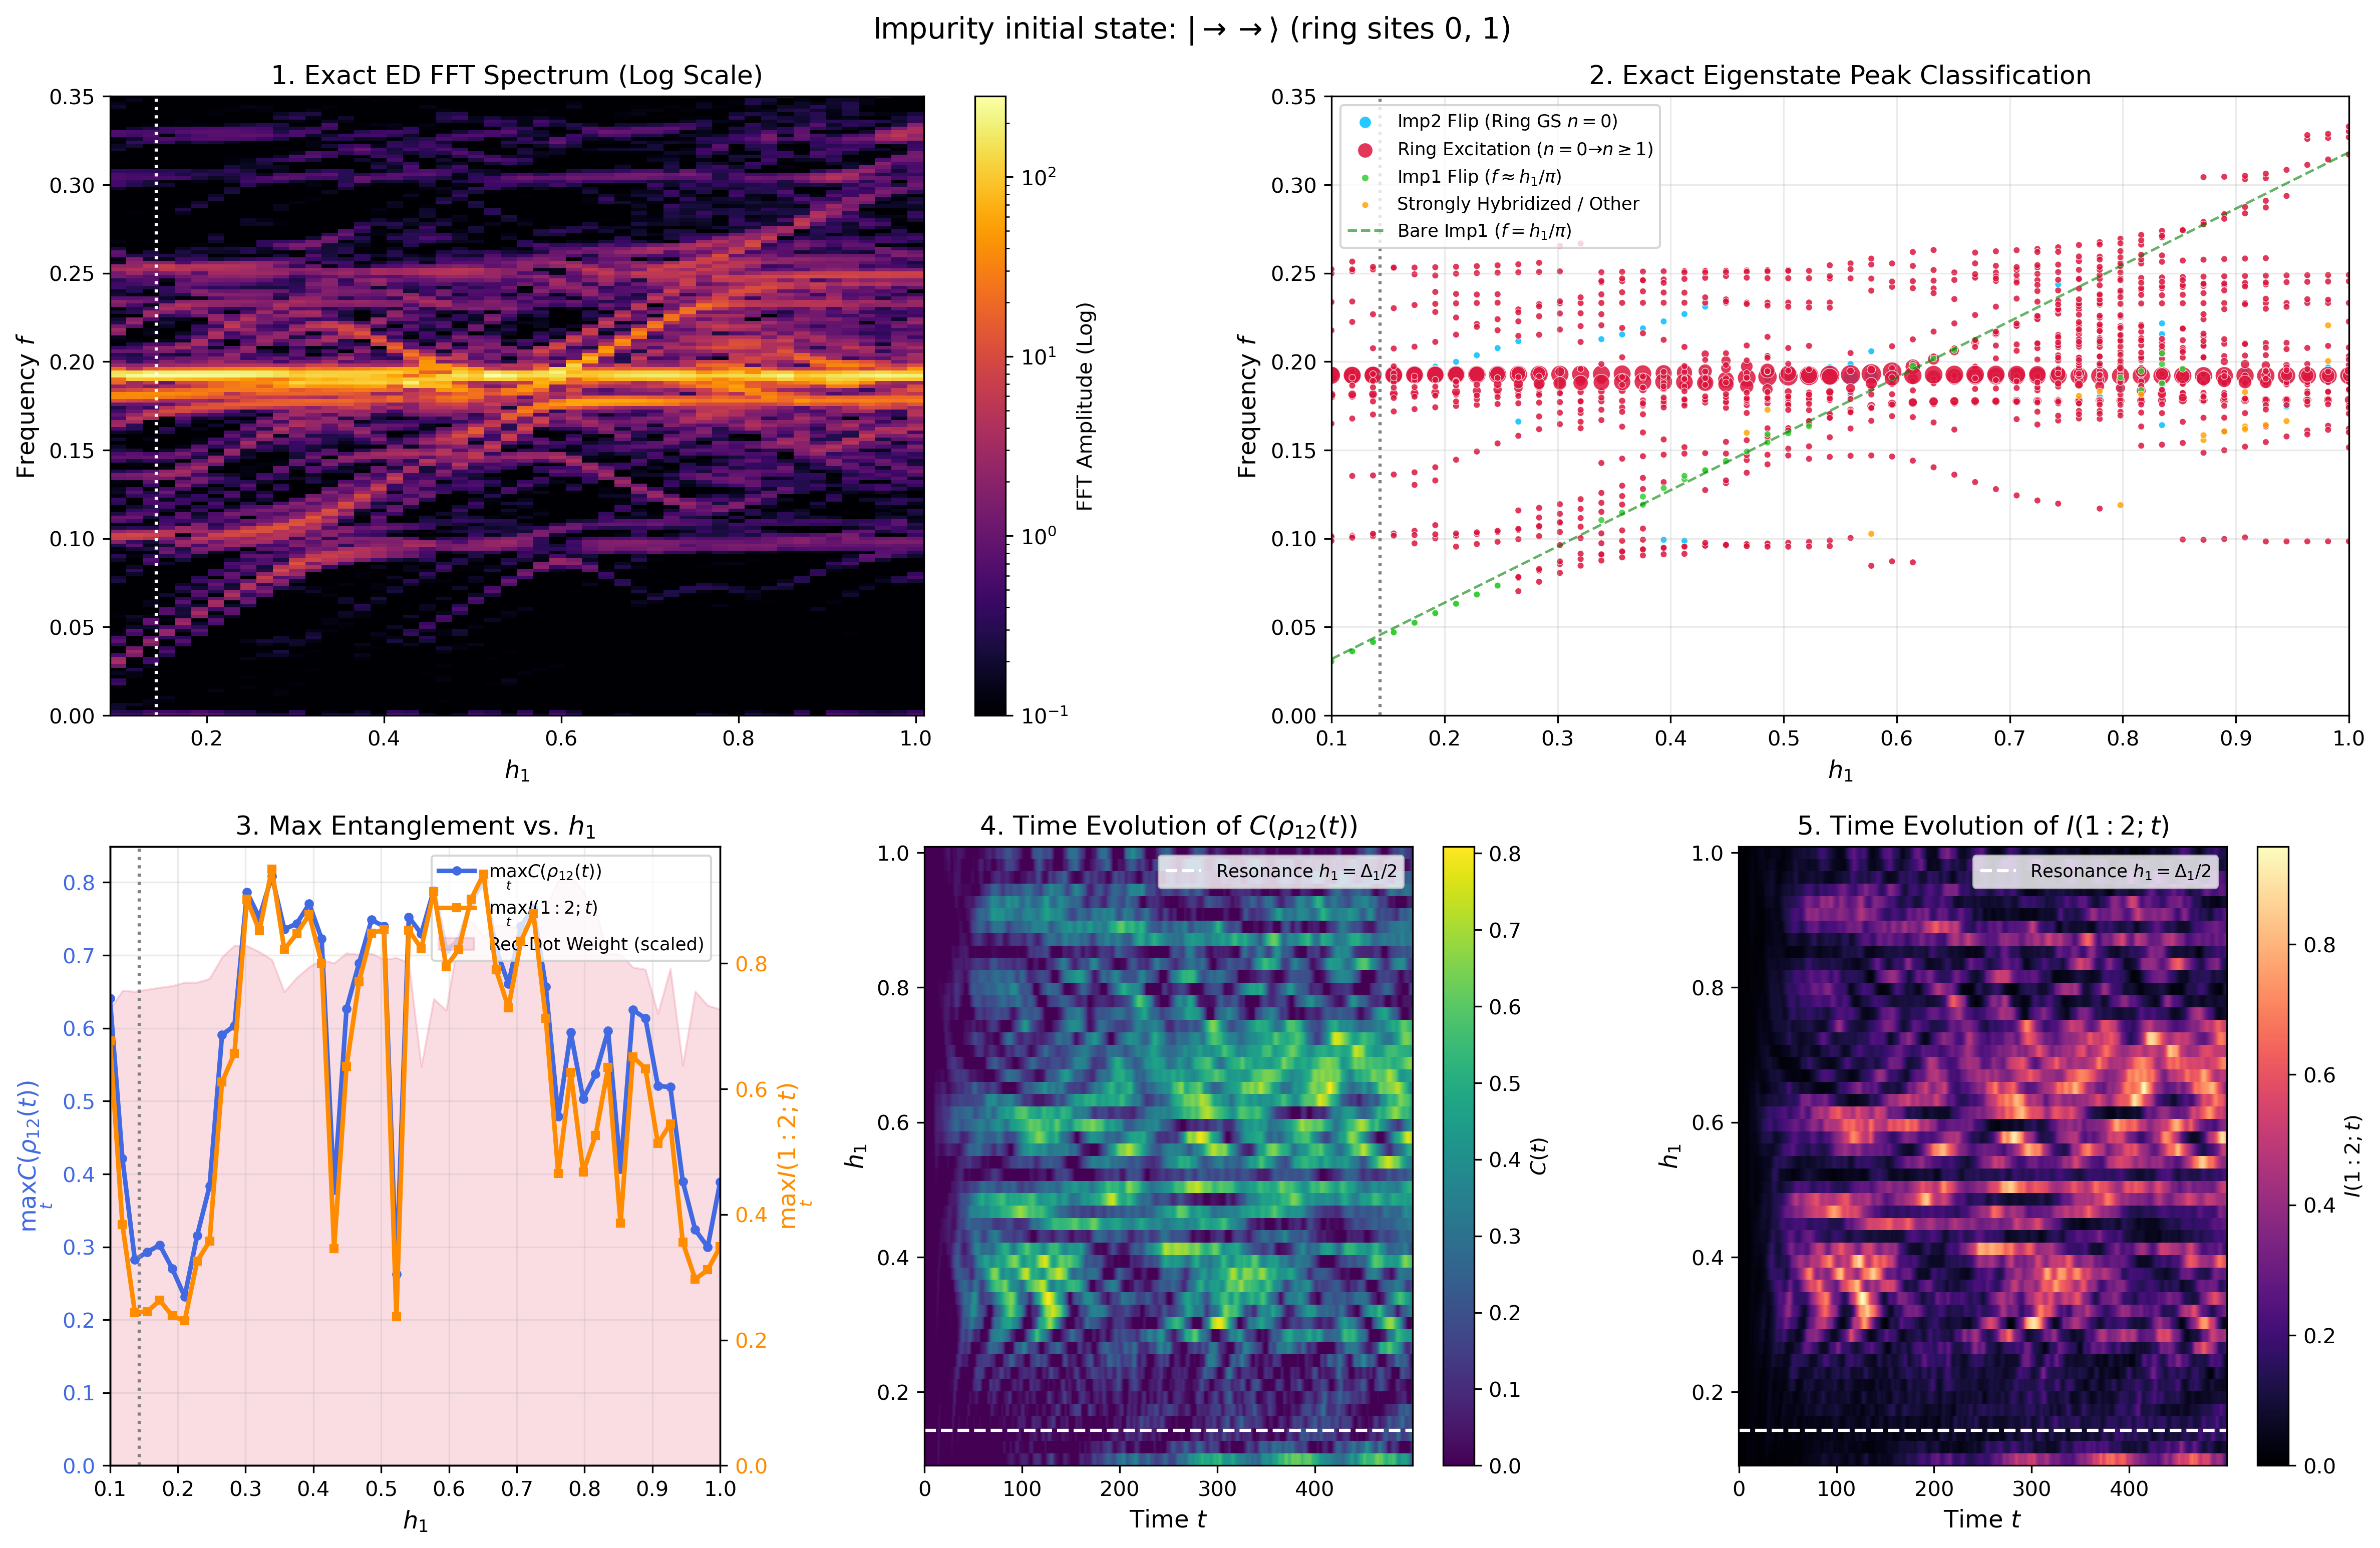 Impurity initial state: |→→⟩ (ring sites 0, 1)
1. Exact ED FFT Spectrum (Log Scale)
Frequency f
0.35
0.30
0.25
0.20
0.15
0.10
0.05
0.00
0.2 0.4 0.6 0.8 1.0
h₁
10²
10¹
10⁰
10⁻¹
FFT Amplitude (Log)
2. Exact Eigenstate Peak Classification
Imp2 Flip (Ring GS n = 0)
Ring Excitation (n = 0→n ≥ 1)
Imp1 Flip (f ≈ h₁/π)
Strongly Hybridized / Other
Bare Imp1 (f = h₁/π)
Frequency f
0.35
0.30
0.25
0.20
0.15
0.10
0.05
0.00
0.1 0.2 0.3 0.4 0.5 0.6 0.7 0.8 0.9 1.0
h₁
3. Max Entanglement vs. h₁
max C(ρ₁₂(t))
t
max I(1 : 2; t)
t
Red-Dot Weight (scaled)
max C(ρ₁₂(t))
t
0.8
0.7
0.6
0.5
0.4
0.3
0.2
0.1
0.0
0.1 0.2 0.3 0.4 0.5 0.6 0.7 0.8 0.9 1.0
h₁
0.8
0.6
0.4
0.2
0.0
max I(1 : 2; t)
t
4. Time Evolution of C(ρ₁₂(t))
Resonance h₁ = Δ₁/2
h₁
1.0
0.8
0.6
0.4
0.2
0 100 200 300 400
Time t
0.8
0.7
0.6
0.5
0.4
0.3
0.2
0.1
0.0
C(t)
5. Time Evolution of I(1 : 2; t)
Resonance h₁ = Δ₁/2
h₁
1.0
0.8
0.6
0.4
0.2
0 100 200 300 400
Time t
0.8
0.6
0.4
0.2
0.0
I(1 : 2; t)